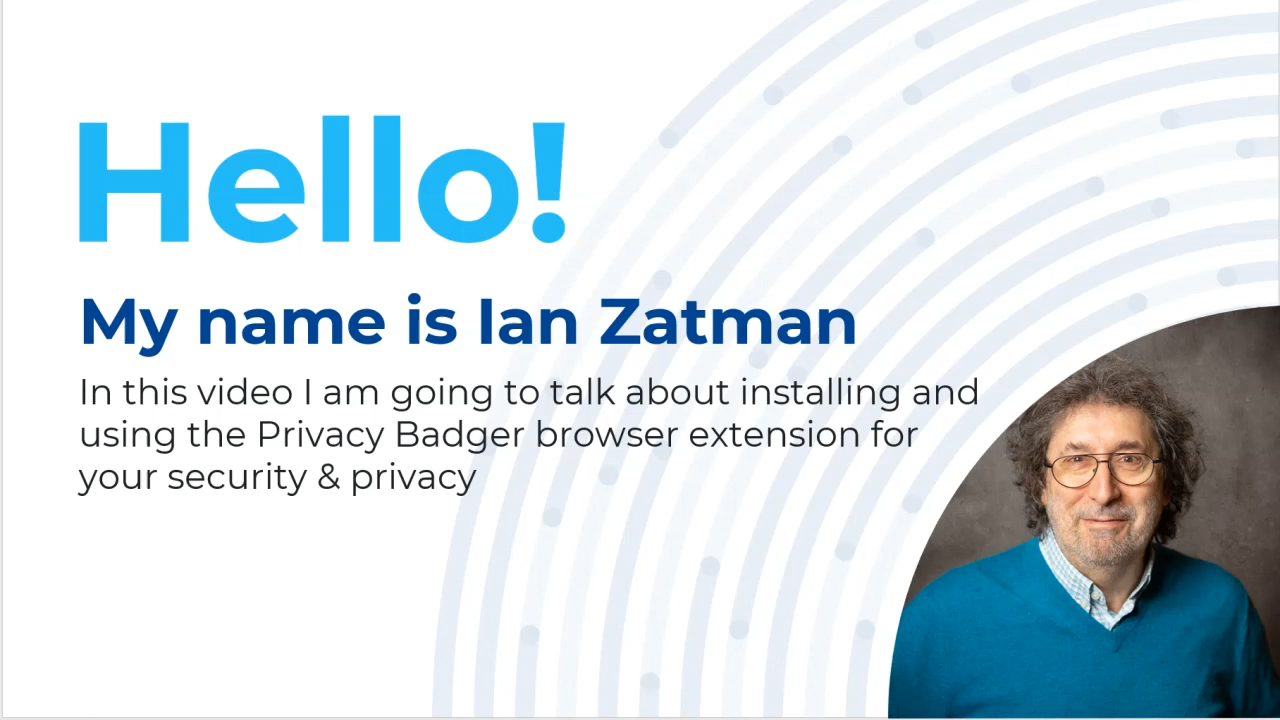 Hello!
My name is Ian Zatman
In this video I am going to talk about installing and
using the Privacy Badger browser extension for
your security & privacy